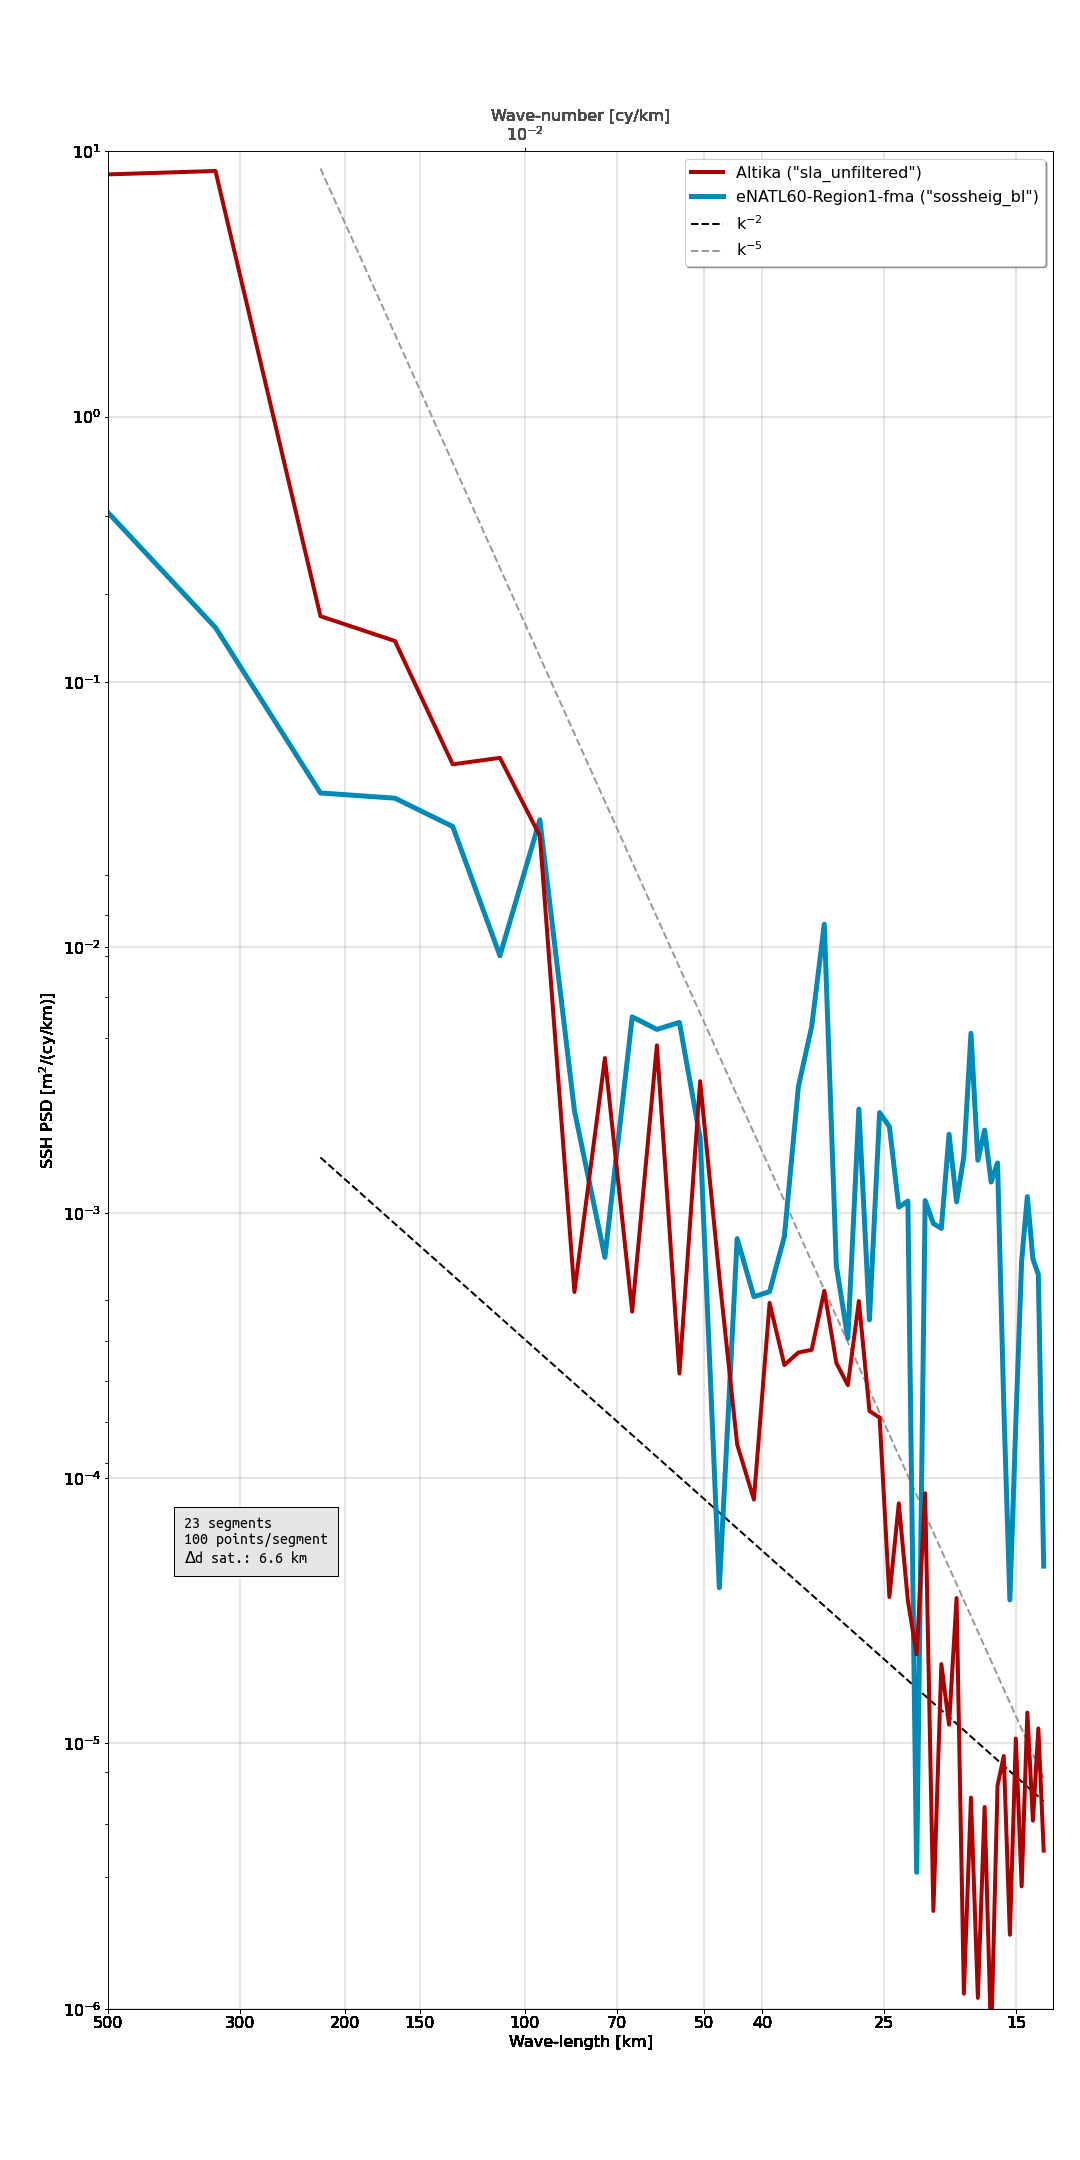 Wave-number [cy/km]
10⁻²
Altika ("sla_unfiltered")
eNATL60-Region1-fma ("sossheig_bl")
k⁻²
k⁻⁵
10¹
10⁰
10⁻¹
10⁻²
10⁻³
10⁻⁴
10⁻⁵
10⁻⁶
SSH PSD [m²/(cy/km)]
23 segments
100 points/segment
Δd sat.: 6.6 km
500 300 200 150 100 70 50 40 25 15
Wave-length [km]